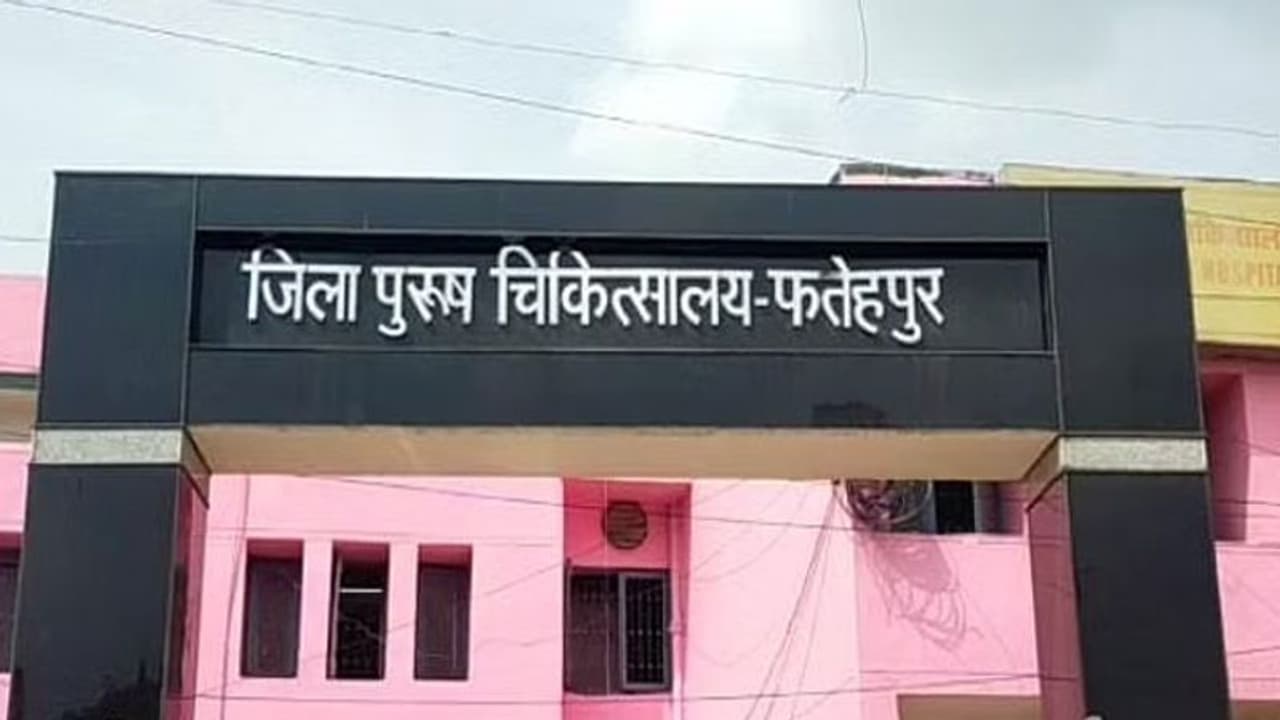 जिला पुरूष चिकित्सालय-फतेहपुर